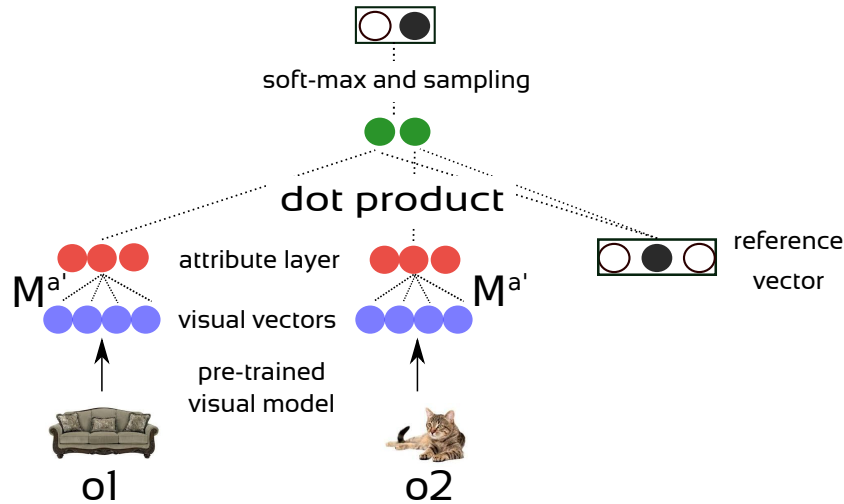 soft-max and sampling
dot product
attribute layer
reference
vector
Mᵃ'
Mᵃ'
visual vectors
pre-trained
visual model
o1
o2